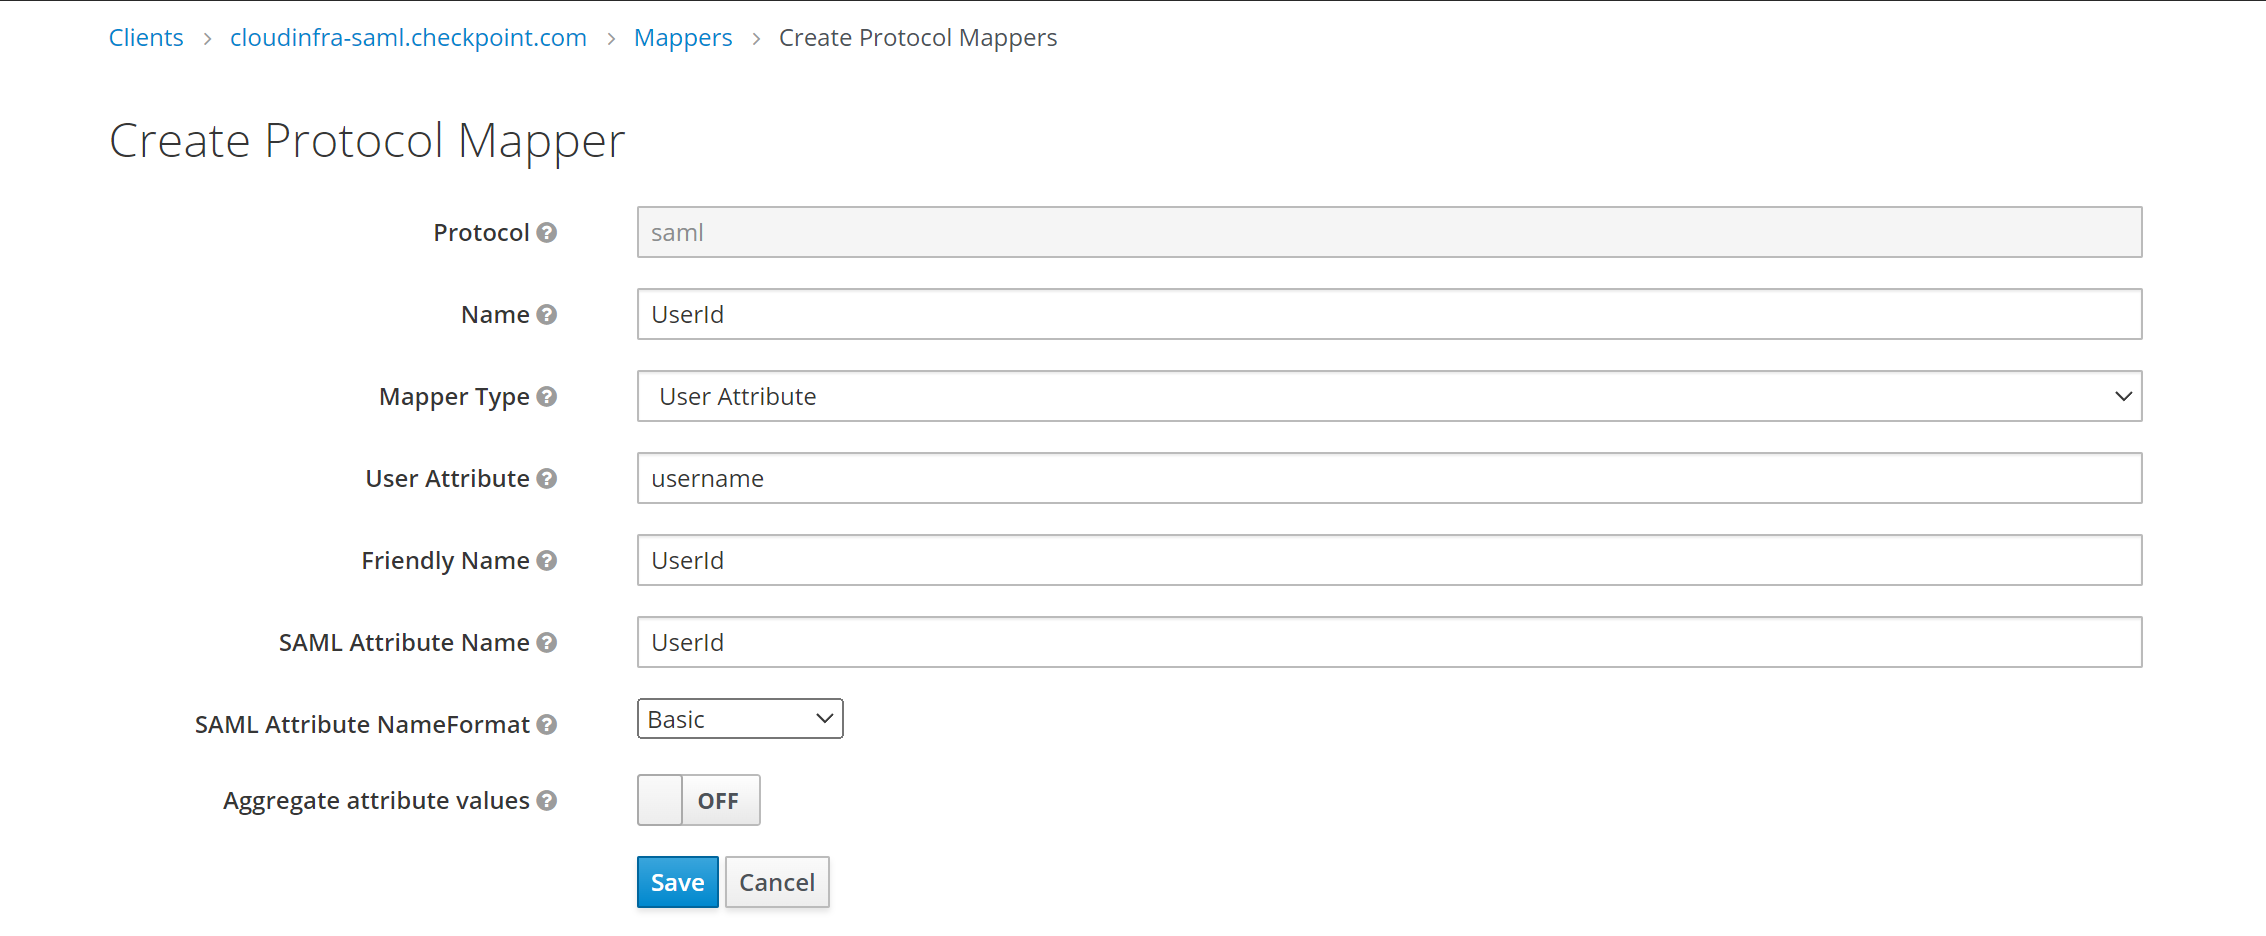 Clients > cloudinfra-saml.checkpoint.com > Mappers > Create Protocol Mappers
Create Protocol Mapper
Protocol ? saml
Name ? UserId
Mapper Type ? User Attribute
User Attribute ? username
Friendly Name ? UserId
SAML Attribute Name ? UserId
SAML Attribute NameFormat ? Basic
Aggregate attribute values ? OFF
Save Cancel